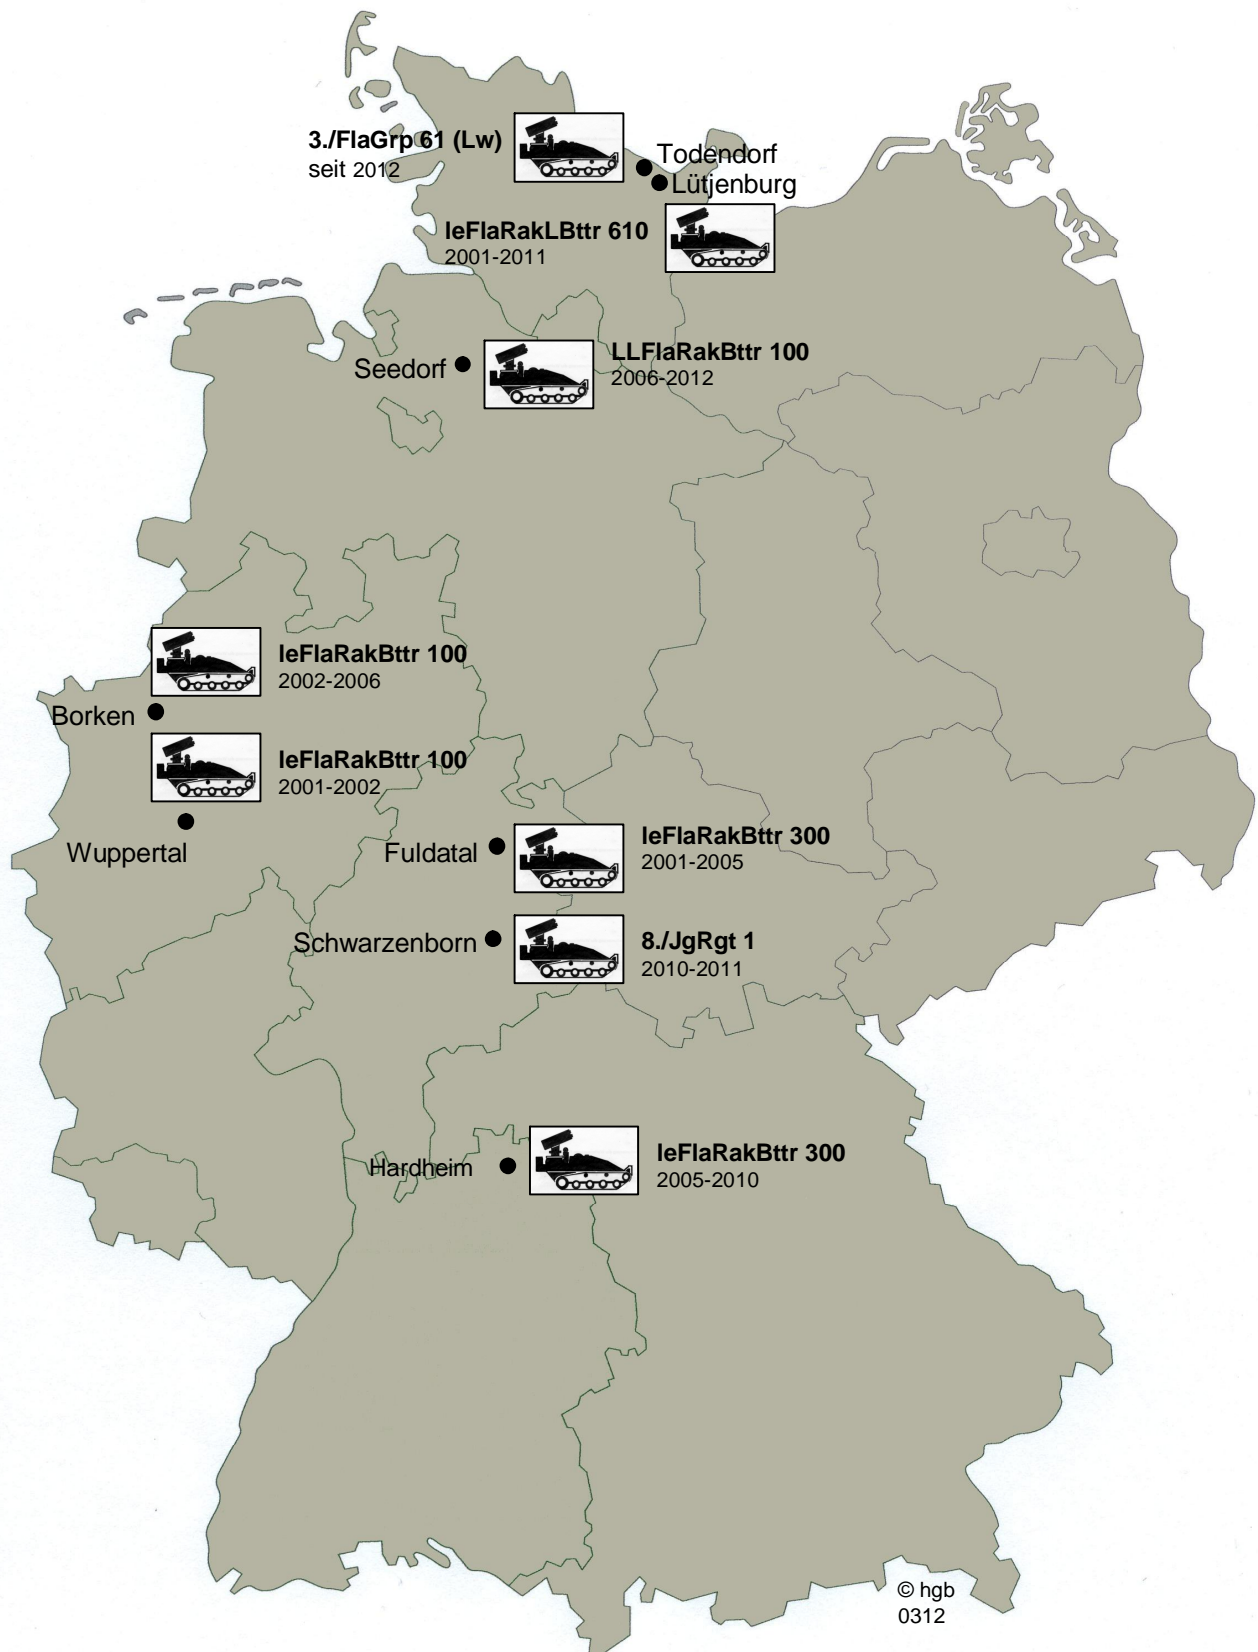 3./FlaGrp 61 (Lw)
seit 2012
Todendorf
Lütjenburg
leFlaRakLBttr 610
2001-2011
Seedorf
LLFlaRakBttr 100
2006-2012
leFlaRakBttr 100
2002-2006
Borken
leFlaRakBttr 100
2001-2002
Wuppertal
Fuldatal
leFlaRakBttr 300
2001-2005
Schwarzenborn
8./JgRgt 1
2010-2011
Hardheim
leFlaRakBttr 300
2005-2010
© hgb
0312